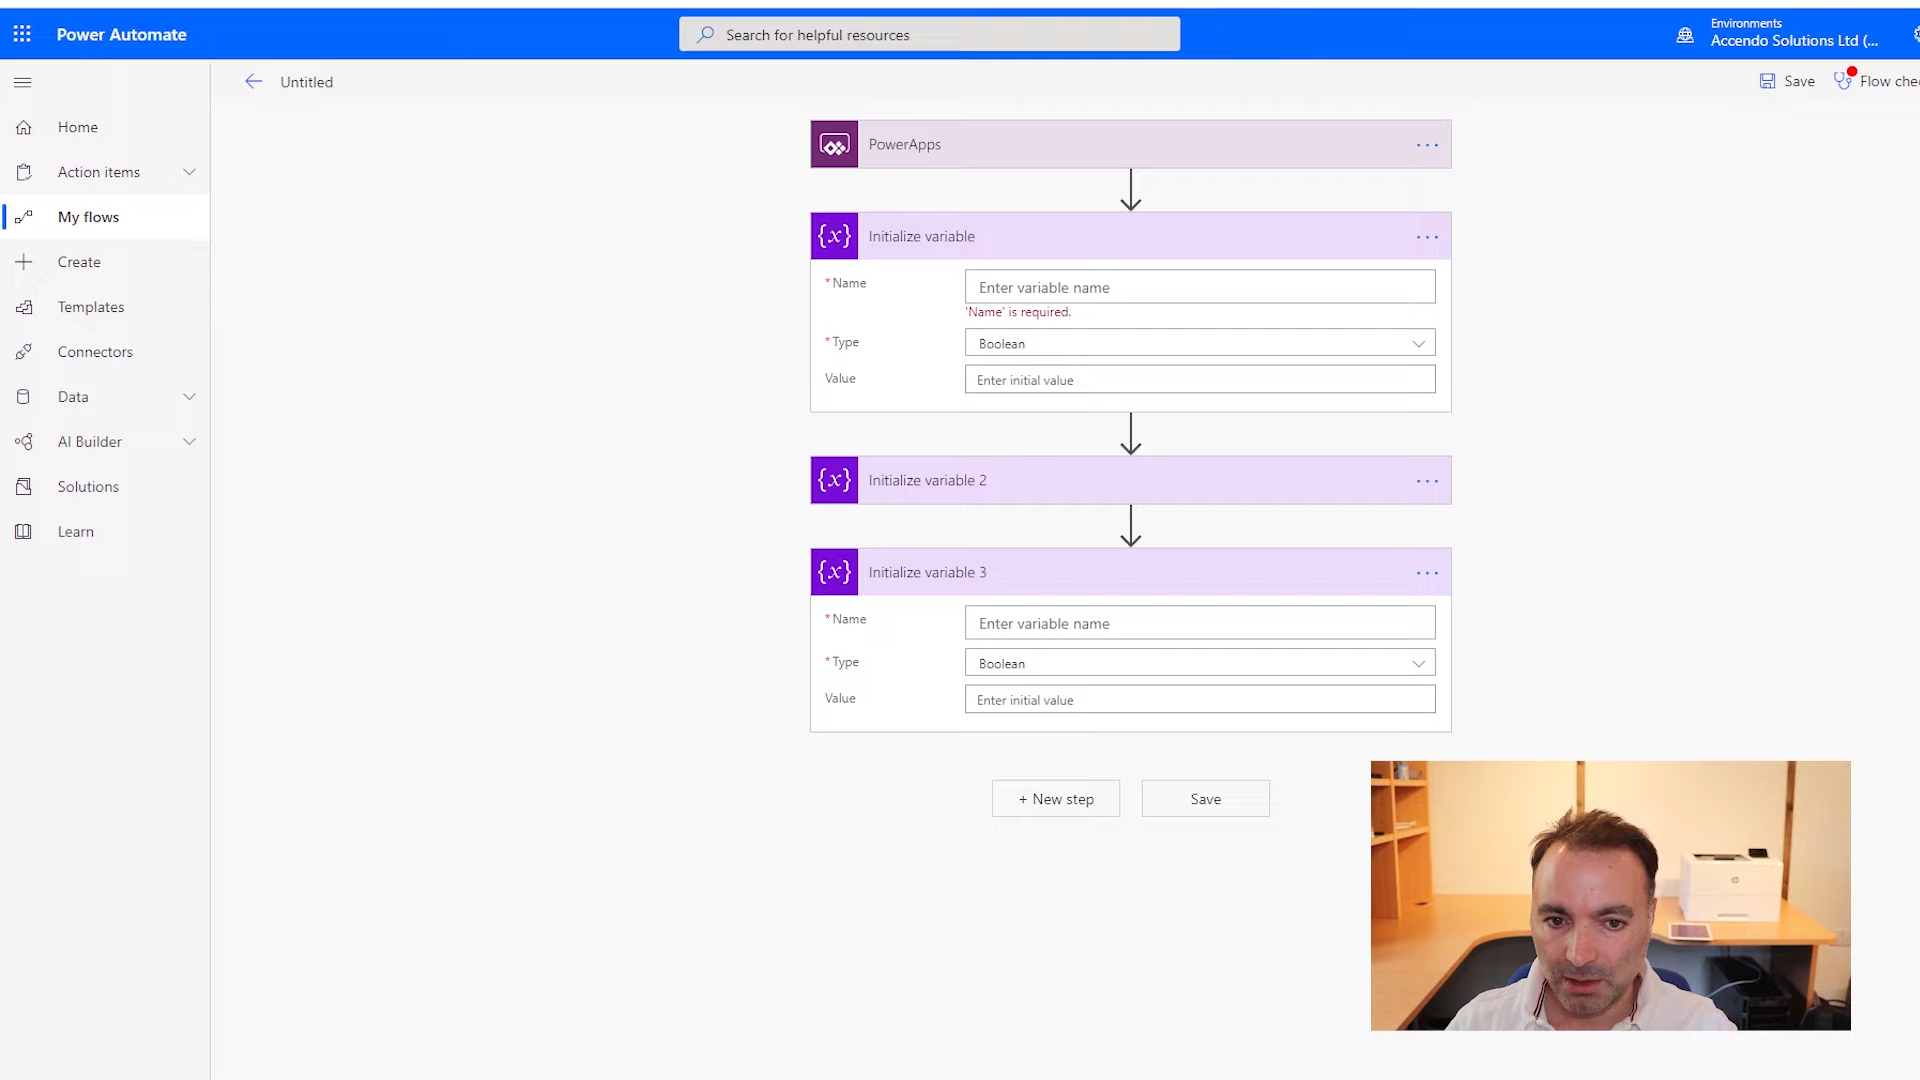 Power Automate
Search for helpful resources
Environments
Accendo Solutions Ltd (...
Untitled
Save
Flow che
Home
Action items
My flows
Create
Templates
Connectors
Data
AI Builder
Solutions
Learn
PowerApps
Initialize variable
* Name
Enter variable name
'Name' is required.
* Type
Boolean
Value
Enter initial value
Initialize variable 2
Initialize variable 3
* Name
Enter variable name
* Type
Boolean
Value
Enter initial value
+ New step
Save